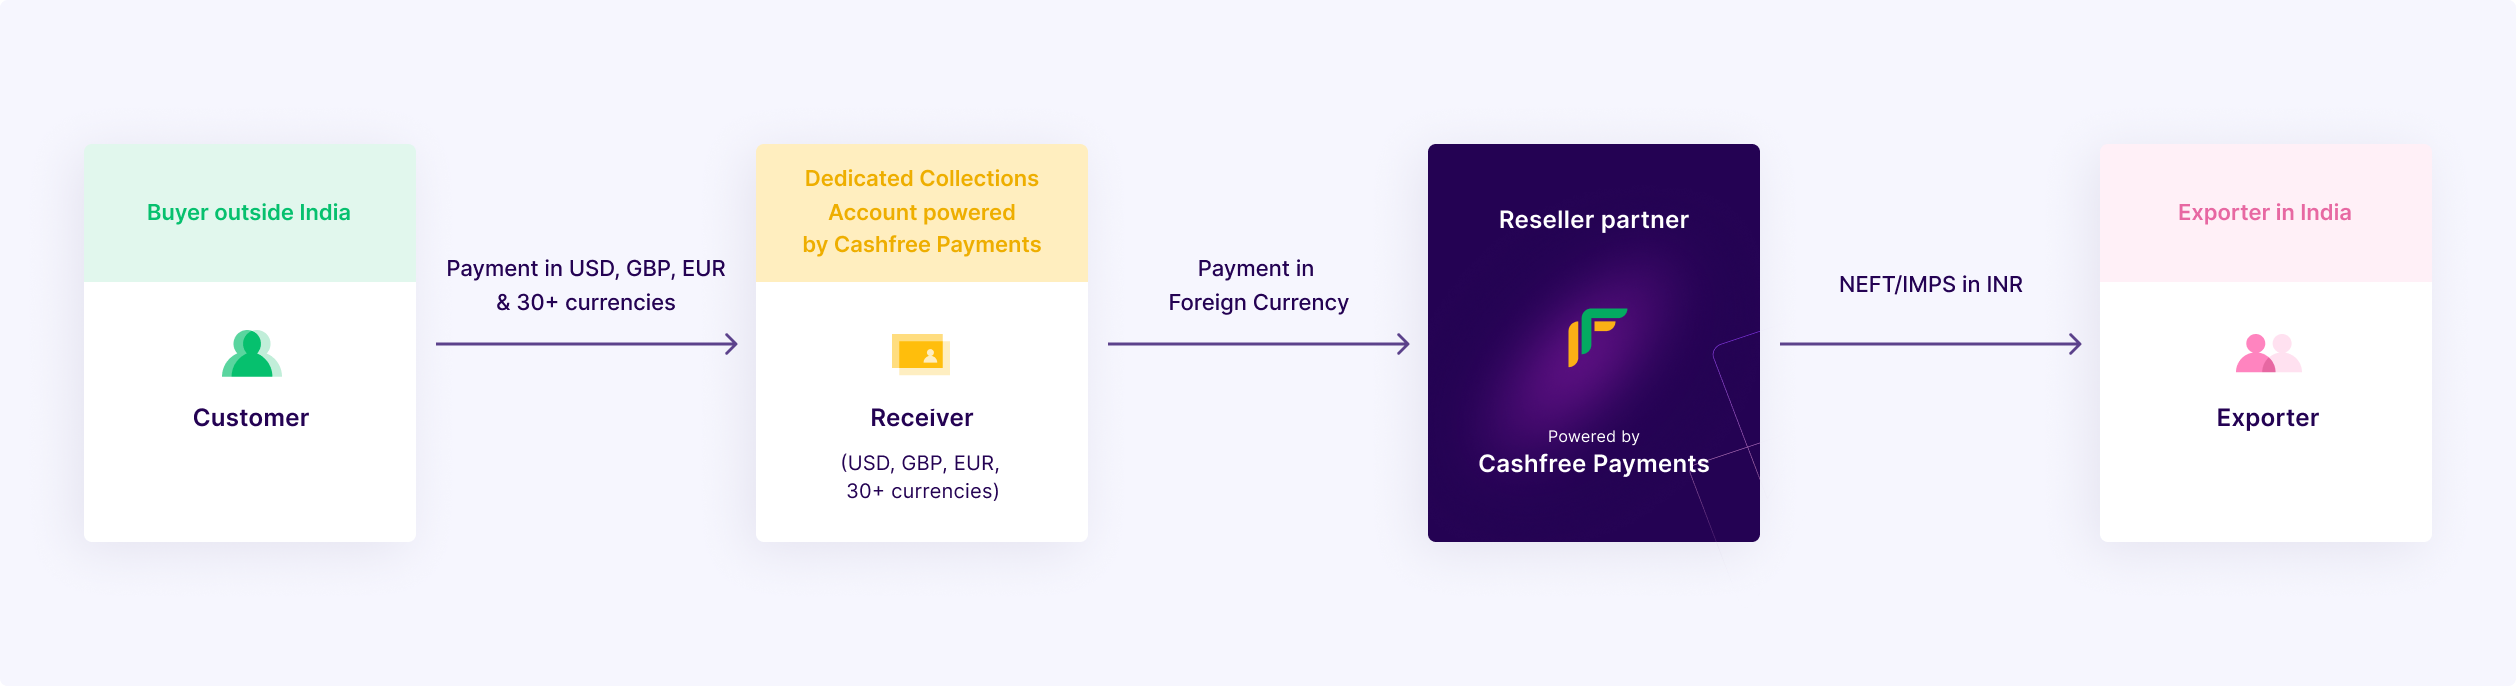 Buyer outside India
Customer
Payment in USD, GBP, EUR
& 30+ currencies
Dedicated Collections
Account powered
by Cashfree Payments
Receiver
(USD, GBP, EUR,
30+ currencies)
Payment in
Foreign Currency
Reseller partner
Powered by
Cashfree Payments
NEFT/IMPS in INR
Exporter in India
Exporter